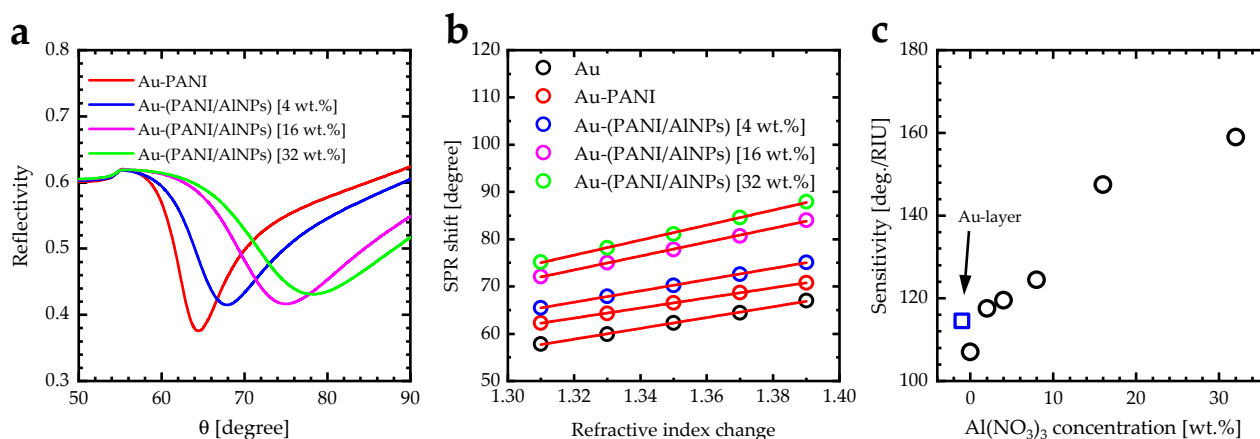 a
0.8
0.7
0.6
0.5
0.4
0.3
Reflectivity
Au-PANI
Au-(PANI/AlNPs) [4 wt.%]
Au-(PANI/AlNPs) [16 wt.%]
Au-(PANI/AlNPs) [32 wt.%]
50 60 70 80 90
θ [degree]
b
120
110
100
90
80
70
60
50
SPR shift [degree]
Au
Au-PANI
Au-(PANI/AlNPs) [4 wt.%]
Au-(PANI/AlNPs) [16 wt.%]
Au-(PANI/AlNPs) [32 wt.%]
1.30 1.32 1.34 1.36 1.38 1.40
Refractive index change
c
180
160
140
120
100
Sensitivity [deg./RIU]
Au-layer
0 10 20 30
Al(NO₃)₃ concentration [wt.%]